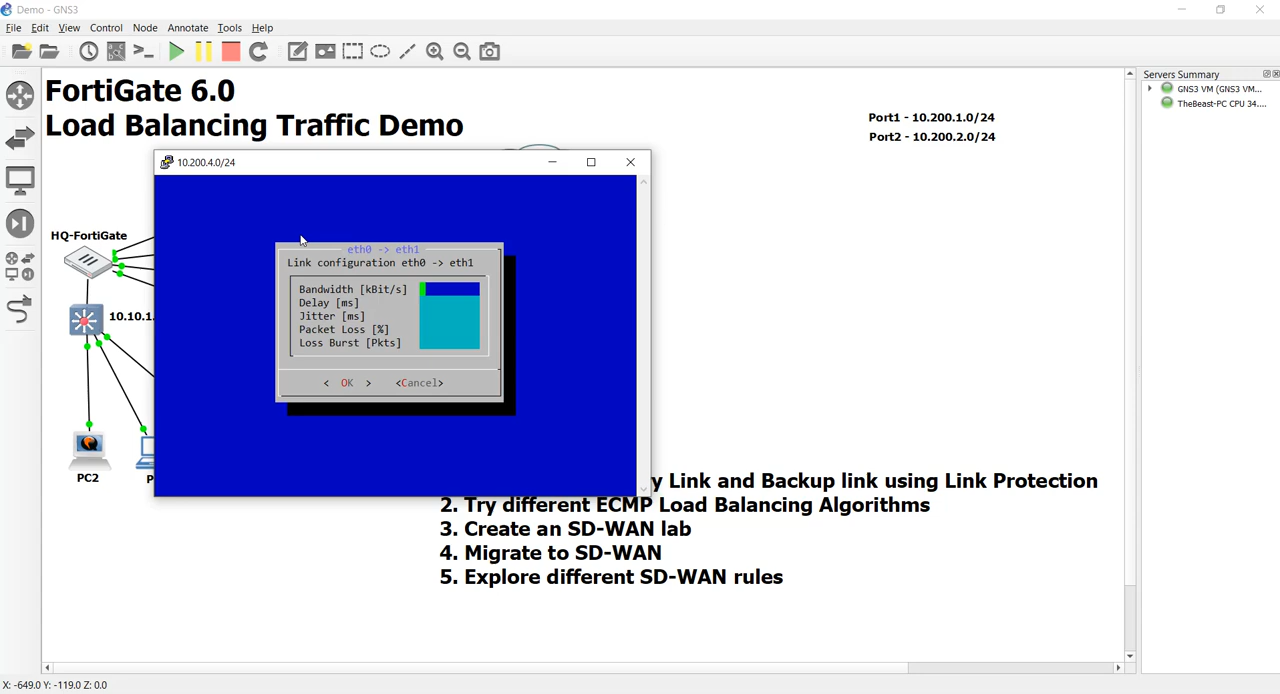 Demo - GNS3
File Edit View Control Node Annotate Tools Help
FortiGate 6.0
Load Balancing Traffic Demo
Port1 - 10.200.1.0/24
Port2 - 10.200.2.0/24
Servers Summary
GNS3 VM (GNS3 VM...
TheBeast-PC CPU 34....
10.200.4.0/24
eth0 -> eth1
Link configuration eth0 -> eth1
Bandwidth [kBit/s]
Delay [ms]
Jitter [ms]
Packet Loss [%]
Loss Burst [Pkts]
< OK > <Cancel>
HQ-FortiGate
10.10.1.
PC2
P
y Link and Backup link using Link Protection
2. Try different ECMP Load Balancing Algorithms
3. Create an SD-WAN lab
4. Migrate to SD-WAN
5. Explore different SD-WAN rules
X: -649.0 Y: -119.0 Z: 0.0